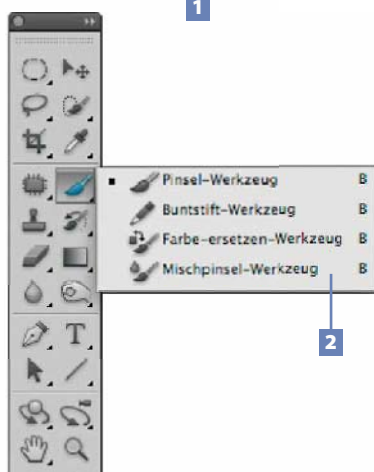 1
Pinsel-Werkzeug B
Buntstift-Werkzeug B
Farbe-ersetzen-Werkzeug B
Mischpinsel-Werkzeug B
2
T